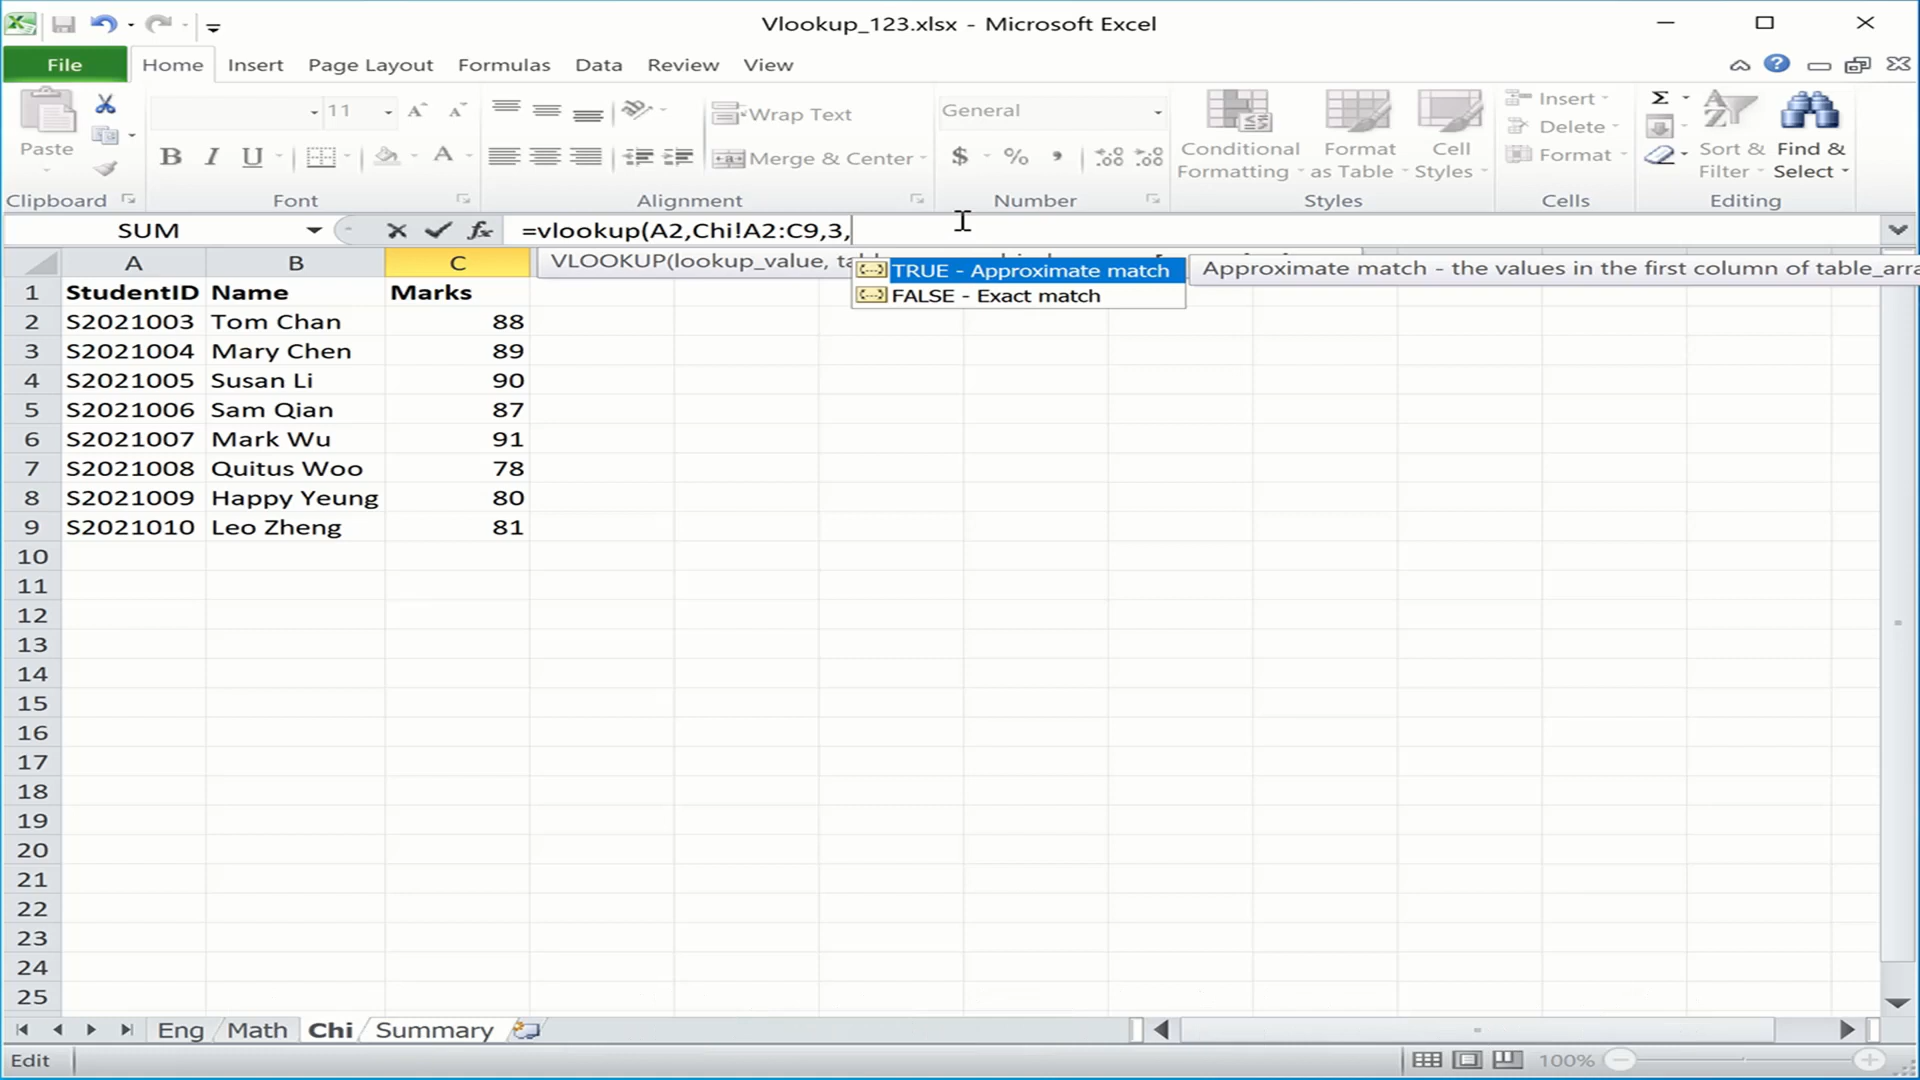 Vlookup_123.xlsx - Microsoft Excel
File Home Insert Page Layout Formulas Data Review View
11 Wrap Text General Insert
Paste B I U Merge & Center $ % Conditional Formatting Format as Table Cell Styles Delete Format Σ Sort & Filter Find & Select
Clipboard Font Alignment Number Styles Cells Editing
SUM fx =vlookup(A2,Chi!A2:C9,3,
VLOOKUP(lookup_value,
TRUE - Approximate match Approximate match - the values in the first column of
FALSE - Exact match
A B C
1 StudentID Name Marks
2 S2021003 Tom Chan 88
3 S2021004 Mary Chen 89
4 S2021005 Susan Li 90
5 S2021006 Sam Qian 87
6 S2021007 Mark Wu 91
7 S2021008 Quitus Woo 78
8 S2021009 Happy Yeung 80
9 S2021010 Leo Zheng 81
10
11
12
13
14
15
16
17
18
19
20
21
22
23
24
25
Eng Math Chi Summary
Edit 100%